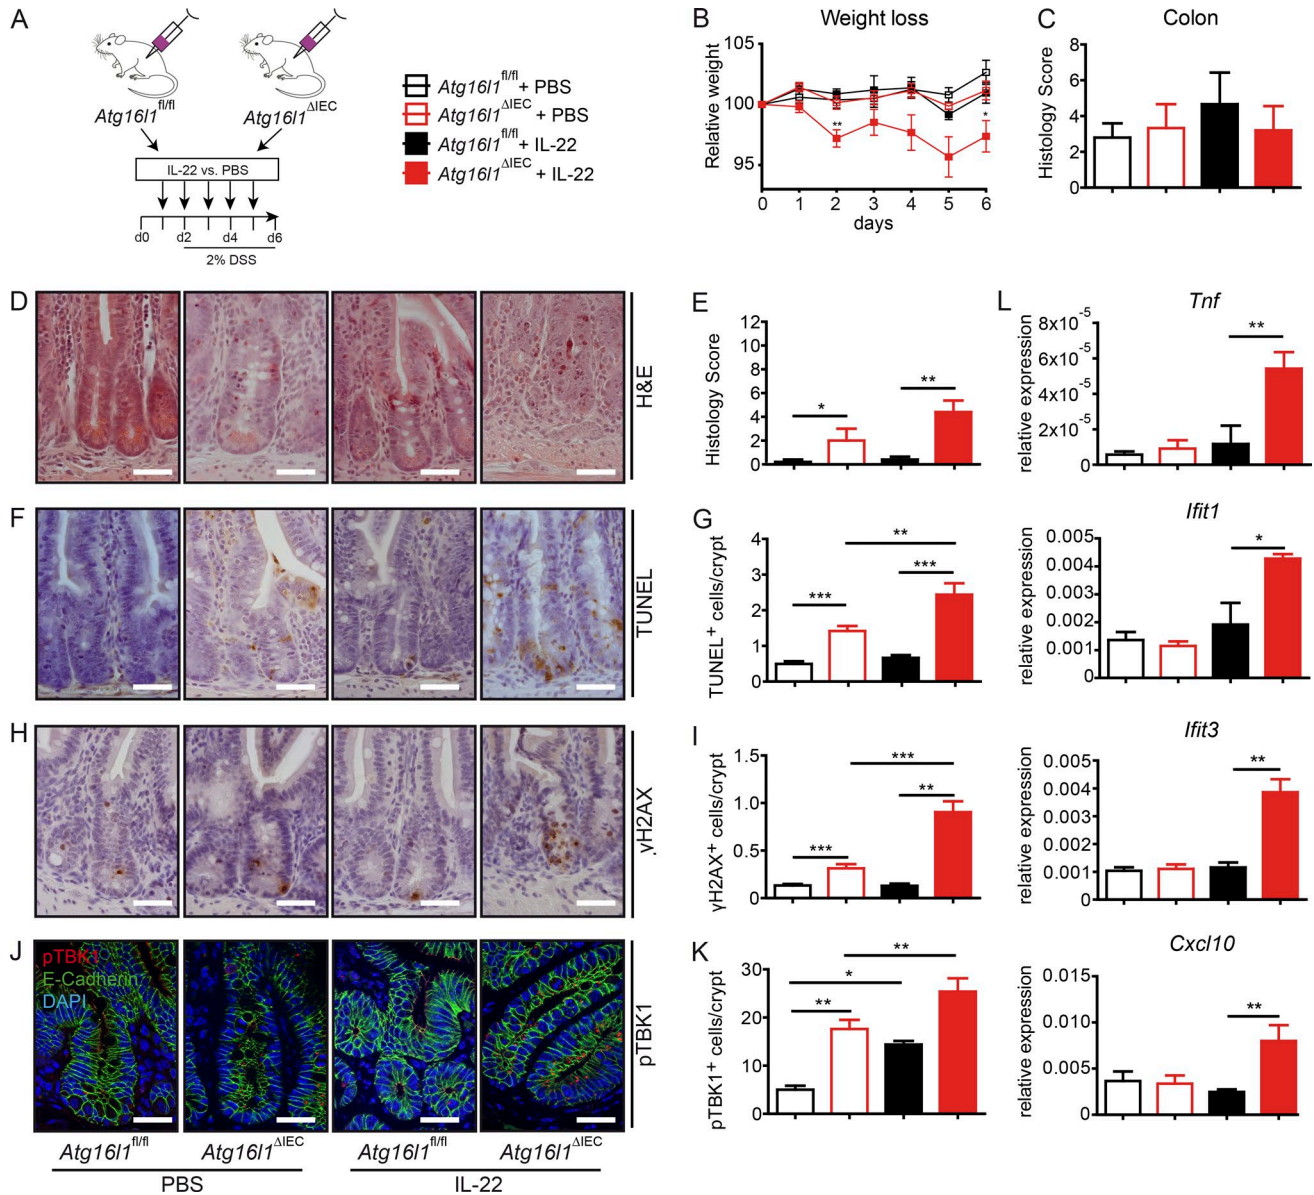 A
Atg16l1fl/fl
Atg16l1ΔIEC
IL-22 vs. PBS
d0 d2 d4 d6
2% DSS
Atg16l1fl/fl + PBS
Atg16l1ΔIEC + PBS
Atg16l1fl/fl + IL-22
Atg16l1ΔIEC + IL-22
B
Weight loss
Relative weight
105
100
95
**
*
0 1 2 3 4 5 6
days
C
Colon
Histology Score
8
6
4
2
0
D
H&E
E
Histology Score
12
10
8
6
4
2
0
*
**
F
TUNEL
G
TUNEL+ cells/crypt
4
3
2
1
0
***
**
***
H
γH2AX
I
γH2AX+ cells/crypt
1.5
1.0
0.5
0
***
***
**
J
pTBK1
E-Cadherin
DAPI
pTBK1
K
pTBK1+ cells/crypt
30
20
10
0
**
*
**
L
Tnf
relative expression
8x10-5
6x10-5
4x10-5
2x10-5
0
**
Ifit1
relative expression
0.005
0.004
0.003
0.002
0.001
0
*
Ifit3
relative expression
0.005
0.004
0.003
0.002
0.001
0
**
Cxcl10
relative expression
0.015
0.010
0.005
0.000
**
Atg16l1fl/fl Atg16l1ΔIEC Atg16l1fl/fl Atg16l1ΔIEC
PBS IL-22